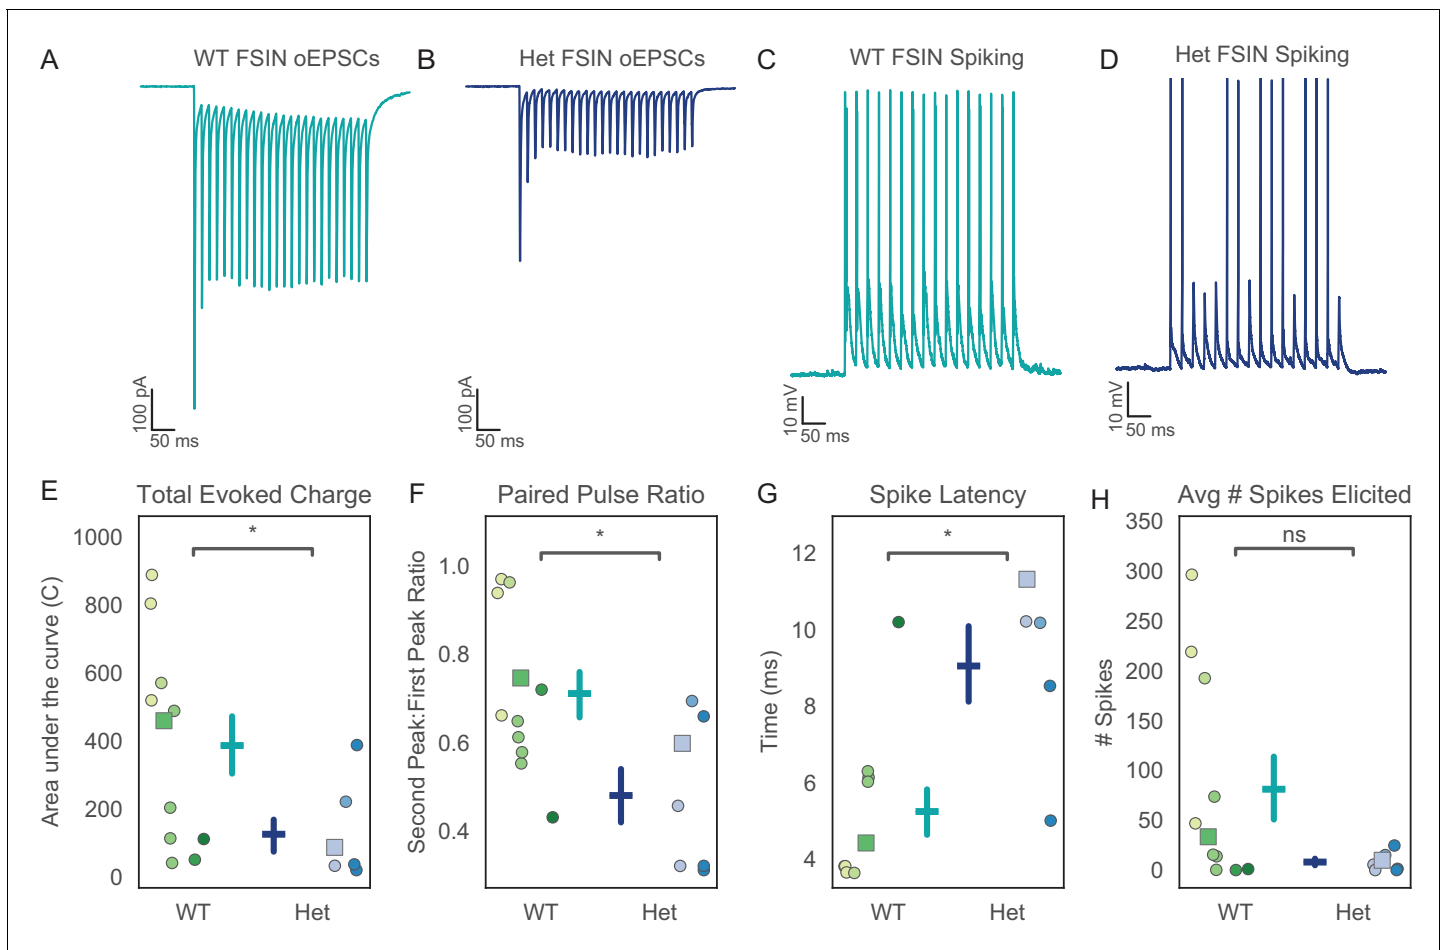 A
WT FSIN oEPSCs
B
Het FSIN oEPSCs
C
WT FSIN Spiking
D
Het FSIN Spiking
100 pA
50 ms
100 pA
50 ms
10 mV
50 ms
10 mV
50 ms
E
Total Evoked Charge
Area under the curve (C)
1000
800
600
400
200
0
*
WT
Het
F
Paired Pulse Ratio
Second Peak:First Peak Ratio
1.0
0.8
0.6
0.4
*
WT
Het
G
Spike Latency
Time (ms)
12
10
8
6
4
*
WT
Het
H
Avg # Spikes Elicited
# Spikes
350
300
250
200
150
100
50
0
ns
WT
Het